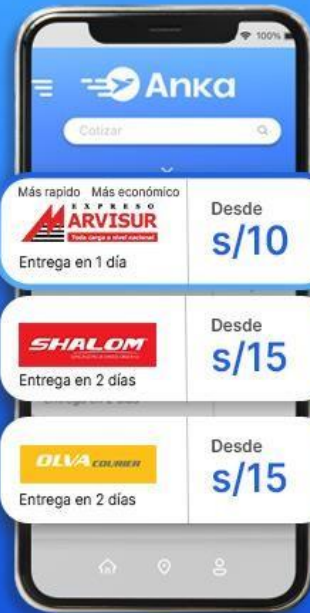 100%
Anka
Cotizar
Más rapido Más económico
EXPRESO
MARVISUR
Toda carga a nivel nacional
Entrega en 1 día
Desde
s/10
SHALOM
Entrega en 2 días
Desde
s/15
OLVA COURIER
Entrega en 2 días
Desde
s/15